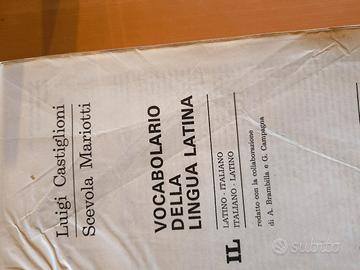 Luigi Castiglioni
Scevola Mariotti
VOCABOLARIO
DELLA
LINGUA LATINA
IL
LATINO - ITALIANO
ITALIANO - LATINO
redatto con la collaborazione
di A. Brambilla e G. Campagna
subito